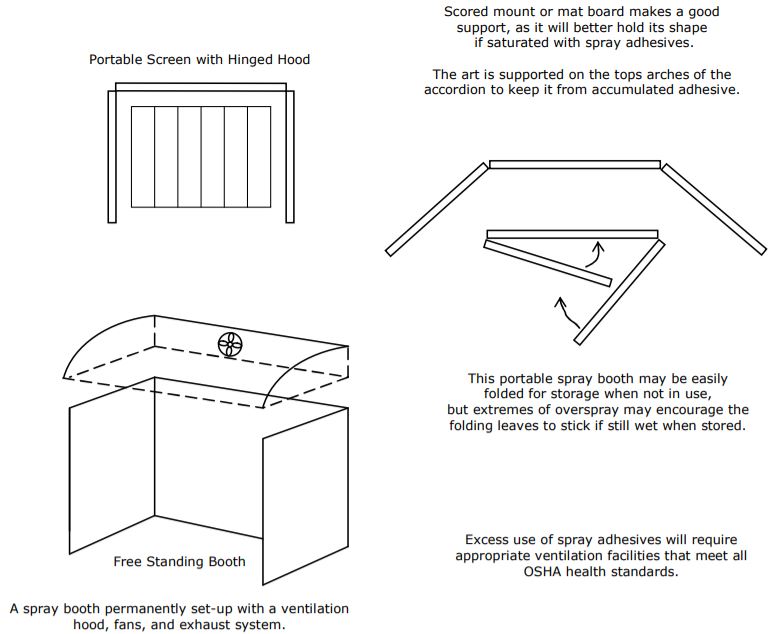 Portable Screen with Hinged Hood
Scored mount or mat board makes a good
support, as it will better hold its shape
if saturated with spray adhesives.
The art is supported on the tops arches of the
accordion to keep it from accumulated adhesive.
This portable spray booth may be easily
folded for storage when not in use,
but extremes of overspray may encourage the
folding leaves to stick if still wet when stored.
Free Standing Booth
A spray booth permanently set-up with a ventilation
hood, fans, and exhaust system.
Excess use of spray adhesives will require
appropriate ventilation facilities that meet all
OSHA health standards.